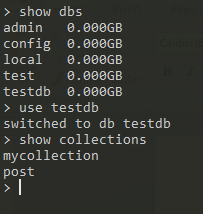 > show dbs
admin   0.000GB
config  0.000GB
local   0.000GB
test    0.000GB
testdb  0.000GB
> use testdb
switched to db testdb
> show collections
mycollection
post
>